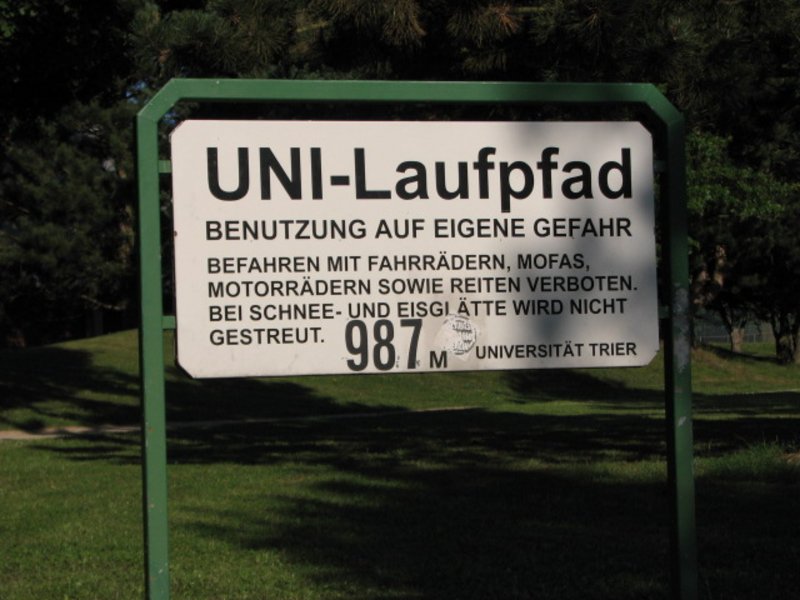 UNI-Laufpfad
BENUTZUNG AUF EIGENE GEFAHR
BEFAHREN MIT FAHRRÄDERN, MOFAS,
MOTORRÄDERN SOWIE REITEN VERBOTEN.
BEI SCHNEE- UND EISGLÄTTE WIRD NICHT
GESTREUT.
987 M UNIVERSITÄT TRIER